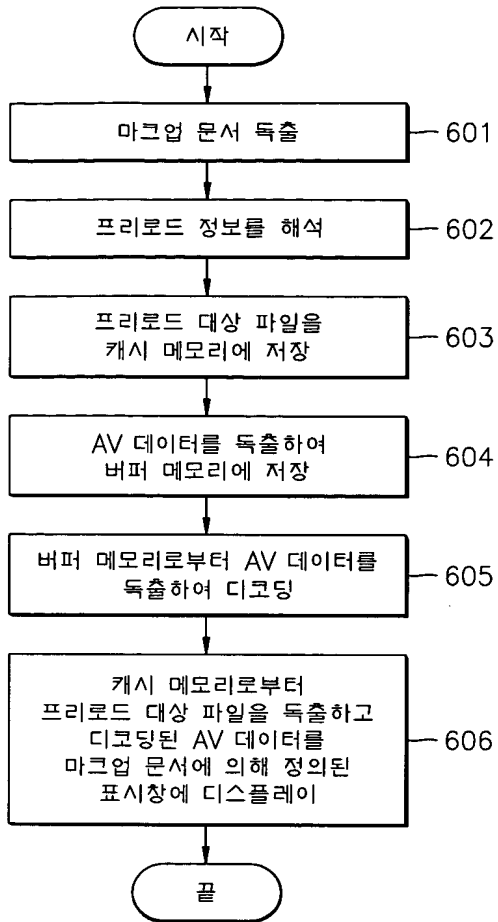 시작
마크업 문서 독출
601
프리로드 정보를 해석
602
프리로드 대상 파일을
캐시 메모리에 저장
603
AV 데이터를 독출하여
버퍼 메모리에 저장
604
버퍼 메모리로부터 AV 데이터를
독출하여 디코딩
605
캐시 메모리로부터
프리로드 대상 파일을 독출하고
디코딩된 AV 데이터를
마크업 문서에 의해 정의된
표시창에 디스플레이
606
끝